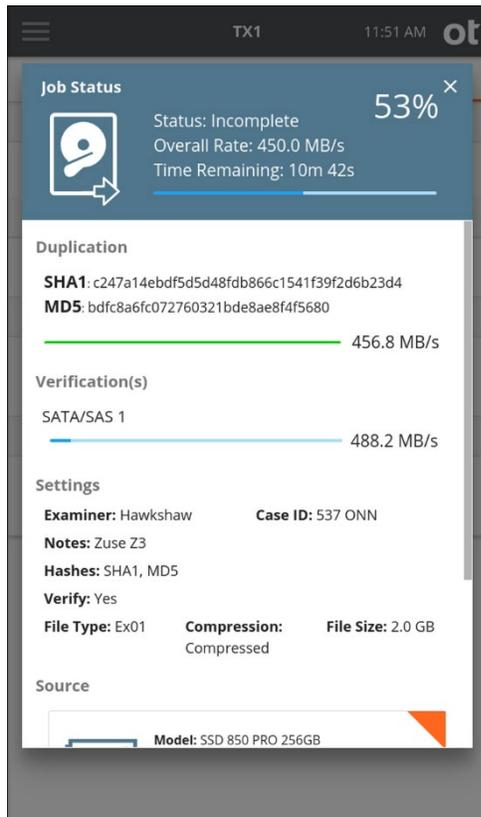 TX1
11:51 AM
ot
Job Status
53%
Status: Incomplete
Overall Rate: 450.0 MB/s
Time Remaining: 10m 42s
Duplication
SHA1: c247a14ebdf5d5d48fdb866c1541f39f2d6b23d4
MD5: bdfc8a6fc072760321bde8ae8f4f5680
456.8 MB/s
Verification(s)
SATA/SAS 1
488.2 MB/s
Settings
Examiner: Hawkshaw Case ID: 537 ONN
Notes: Zuse Z3
Hashes: SHA1, MD5
Verify: Yes
File Type: Ex01 Compression: File Size: 2.0 GB
Compressed
Source
Model: SSD 850 PRO 256GB